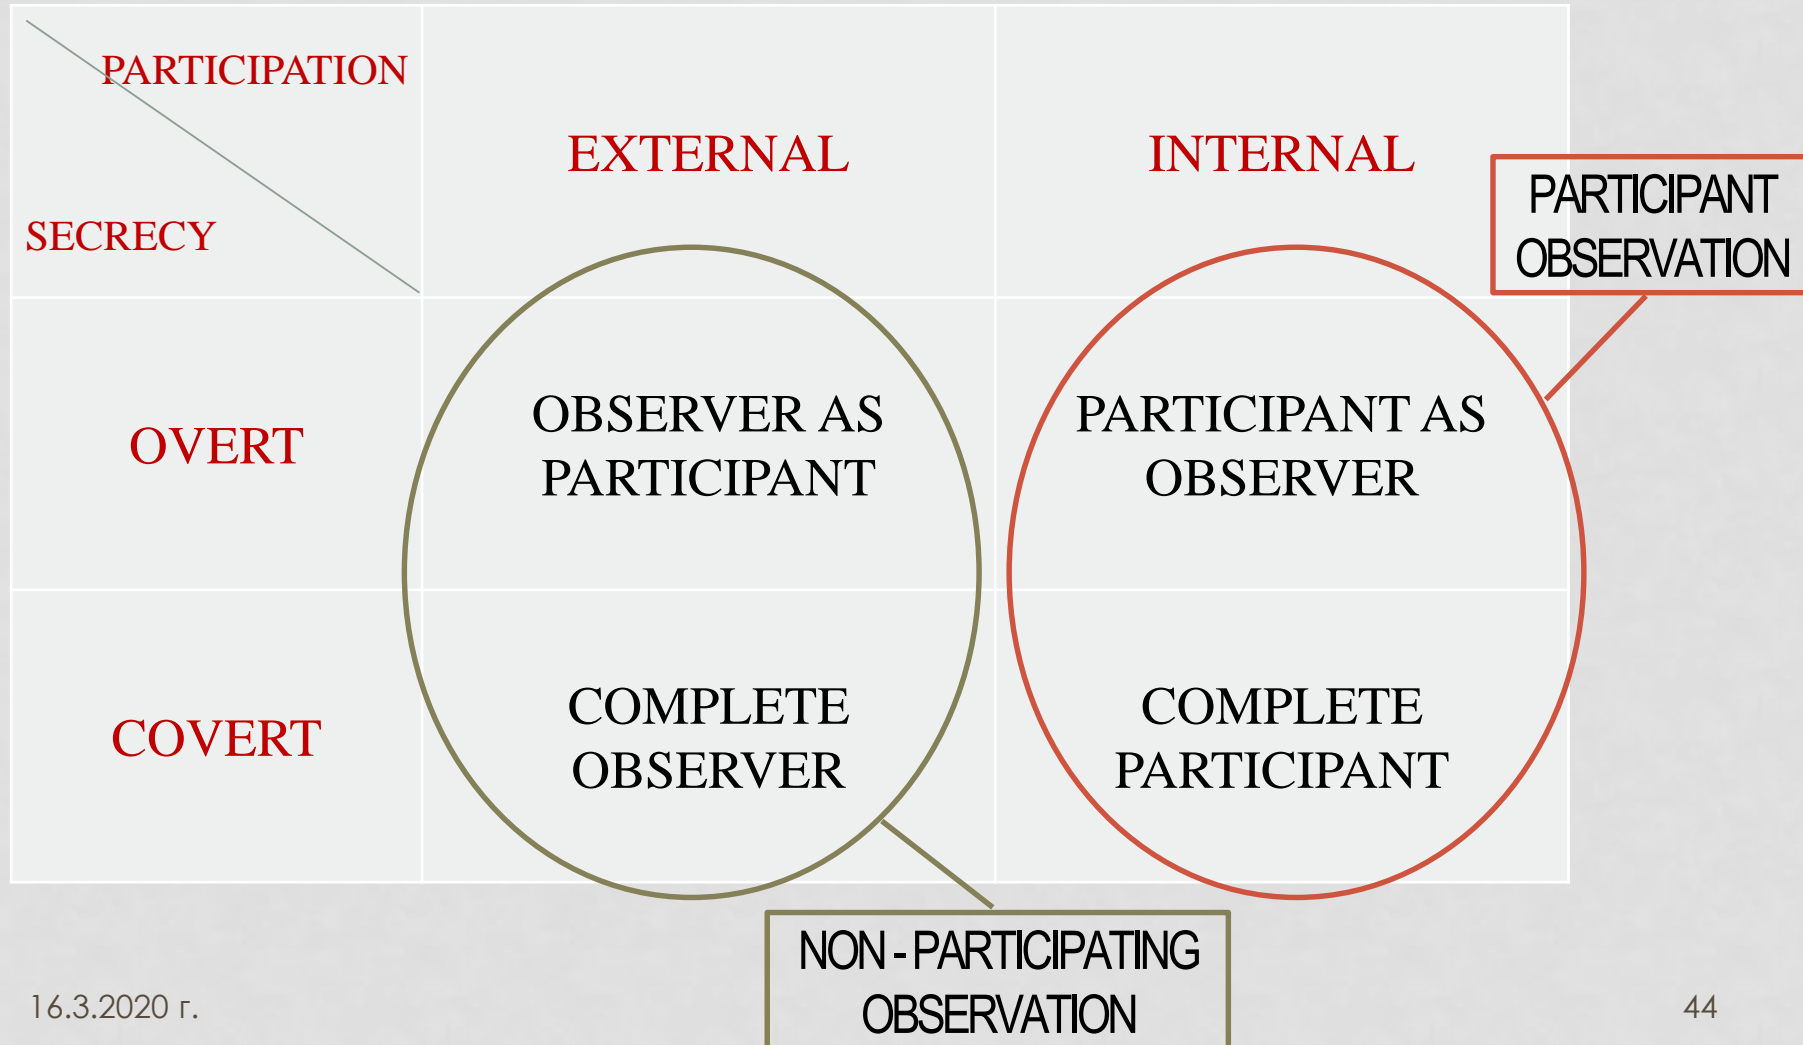 PARTICIPATION
SECRECY
EXTERNAL
INTERNAL
PARTICIPANT
OBSERVATION
OVERT
OBSERVER AS
PARTICIPANT
PARTICIPANT AS
OBSERVER
COVERT
COMPLETE
OBSERVER
COMPLETE
PARTICIPANT
NON - PARTICIPATING
OBSERVATION
16.3.2020 г.
44